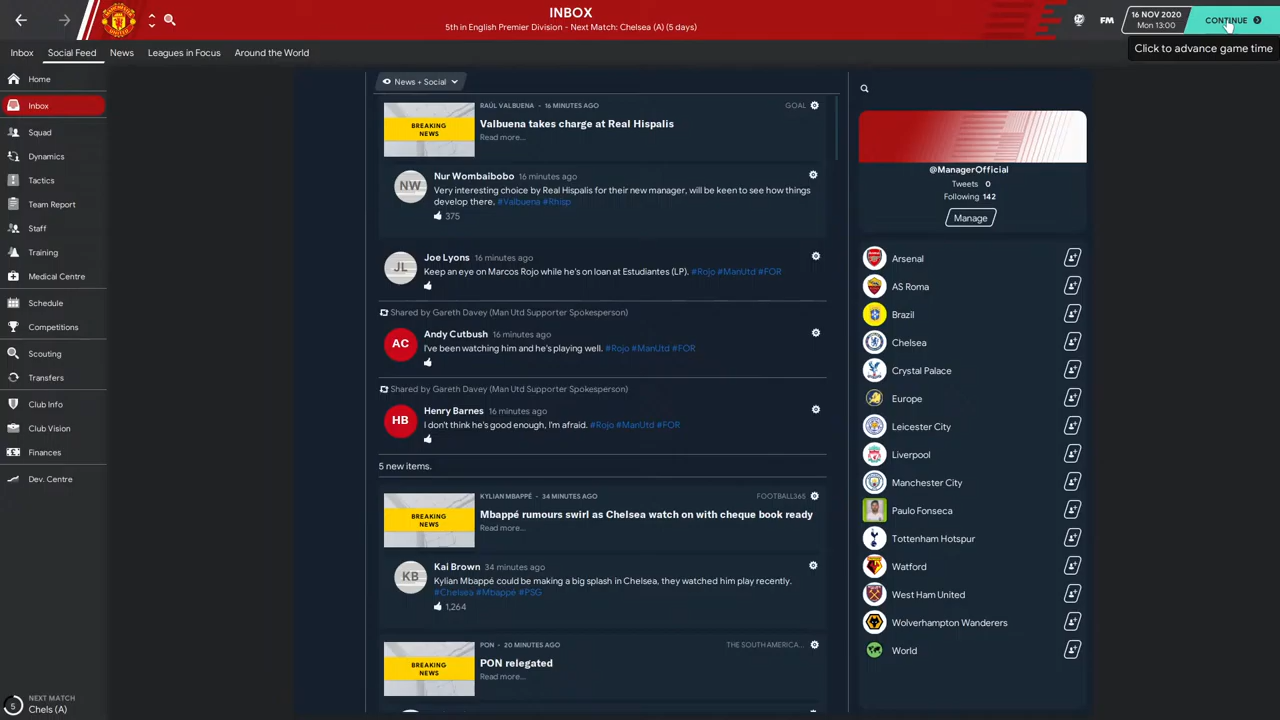 INBOX
5th in English Premier Division - Next Match: Chelsea (A) (5 days)
FM
16 NOV 2020
Mon 13:00
CONTINUE
Click to advance game time
Inbox
Social Feed
News
Leagues in Focus
Around the World
Home
Inbox
Squad
Dynamics
Tactics
Team Report
Staff
Training
Medical Centre
Schedule
Competitions
Scouting
Transfers
Club Info
Club Vision
Finances
Dev. Centre
5
NEXT MATCH
Chels (A)
News + Social
BREAKING
NEWS
RAÚL VALBUENA - 16 MINUTES AGO
GOAL
Valbuena takes charge at Real Hispalis
Read more...
NW
Nur Wombaibobo 16 minutes ago
Very interesting choice by Real Hispalis for their new manager, will be keen to see how things
develop there. #Valbuena #Rhisp
375
JL
Joe Lyons 16 minutes ago
Keep an eye on Marcos Rojo while he's on loan at Estudiantes (LP). #Rojo #ManUtd #FOR
Shared by Gareth Davey (Man Utd Supporter Spokesperson)
AC
Andy Cutbush 16 minutes ago
I've been watching him and he's playing well. #Rojo #ManUtd #FOR
Shared by Gareth Davey (Man Utd Supporter Spokesperson)
HB
Henry Barnes 16 minutes ago
I don't think he's good enough, I'm afraid. #Rojo #ManUtd #FOR
5 new items.
BREAKING
NEWS
KYLIAN MBAPPÉ - 34 MINUTES AGO
FOOTBALL365
Mbappé rumours swirl as Chelsea watch on with cheque book ready
Read more...
KB
Kai Brown 34 minutes ago
Kylian Mbappé could be making a big splash in Chelsea, they watched him play recently.
#Chelsea #Mbappé #PSG
1,264
BREAKING
NEWS
PON - 20 MINUTES AGO
THE SOUTH AMERICA...
PON relegated
Read more...
@ManagerOfficial
Tweets 0
Following 142
Manage
Arsenal
AS Roma
Brazil
Chelsea
Crystal Palace
Europe
Leicester City
Liverpool
Manchester City
Paulo Fonseca
Tottenham Hotspur
Watford
West Ham United
Wolverhampton Wanderers
World